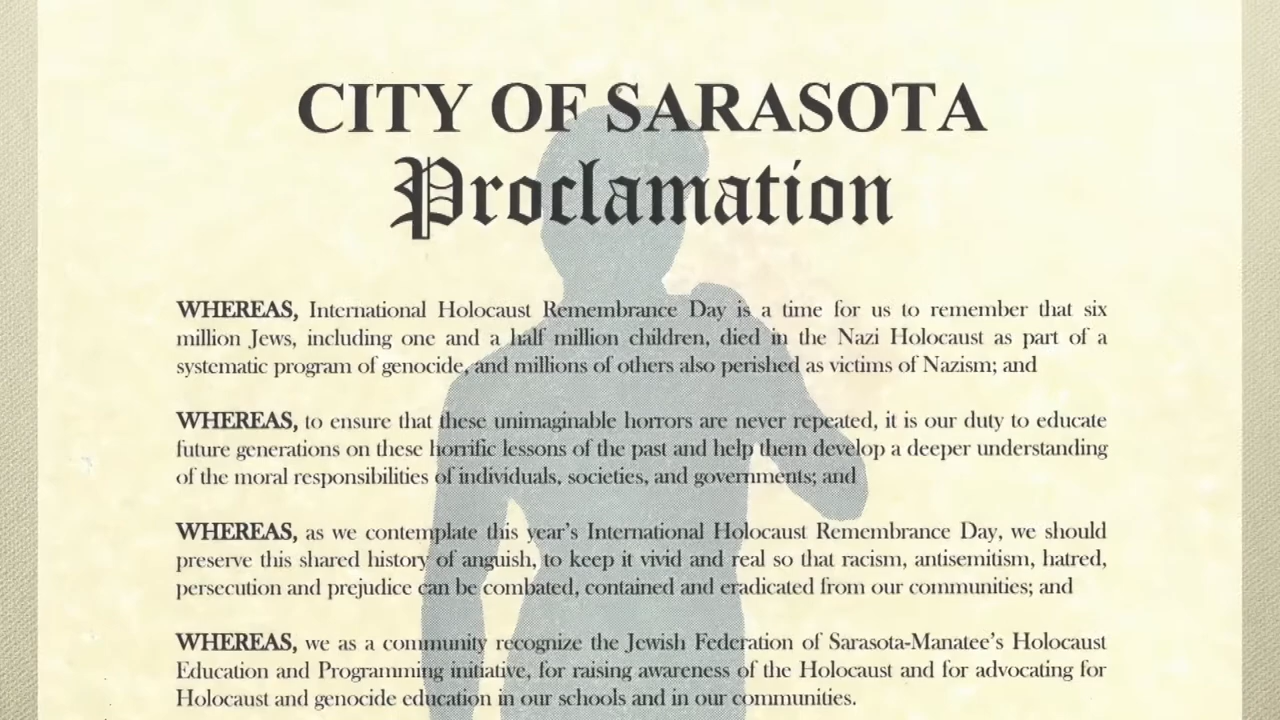 CITY OF SARASOTA
Proclamation
WHEREAS, International Holocaust Remembrance Day is a time for us to remember that six
million Jews, including one and a half million children, died in the Nazi Holocaust as part of a
systematic program of genocide, and millions of others also perished as victims of Nazism; and
WHEREAS, to ensure that these unimaginable horrors are never repeated, it is our duty to educate
future generations on these horrific lessons of the past and help them develop a deeper understanding
of the moral responsibilities of individuals, societies, and governments; and
WHEREAS, as we contemplate this year's International Holocaust Remembrance Day, we should
preserve this shared history of anguish, to keep it vivid and real so that racism, antisemitism, hatred,
persecution and prejudice can be combated, contained and eradicated from our communities; and
WHEREAS, we as a community recognize the Jewish Federation of Sarasota-Manatee's Holocaust
Education and Programming initiative, for raising awareness of the Holocaust and for advocating for
Holocaust and genocide education in our schools and in our communities.